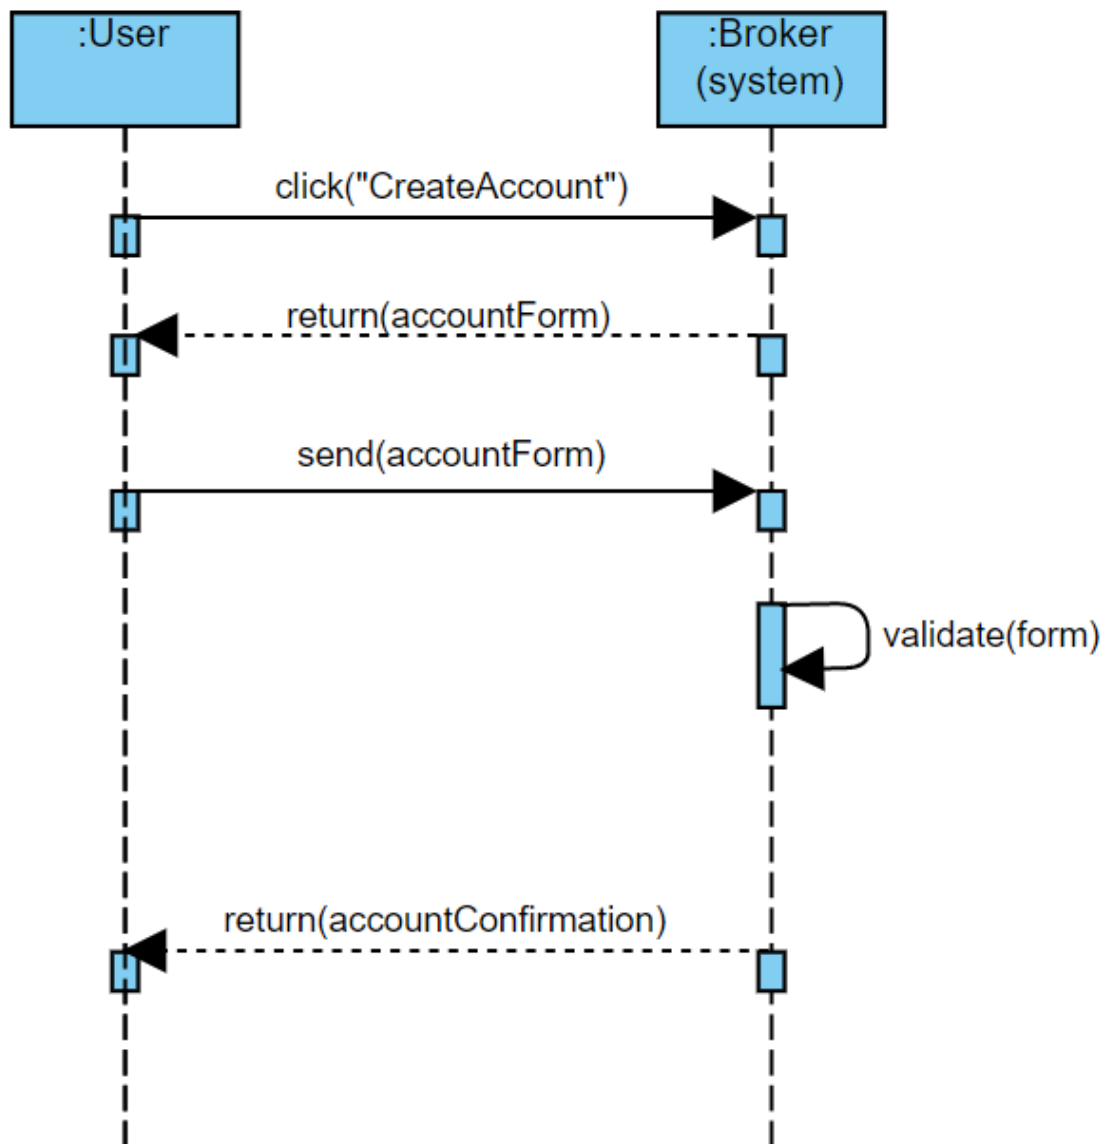 :User
:Broker
(system)
click("CreateAccount")
return(accountForm)
send(accountForm)
validate(form)
return(accountConfirmation)